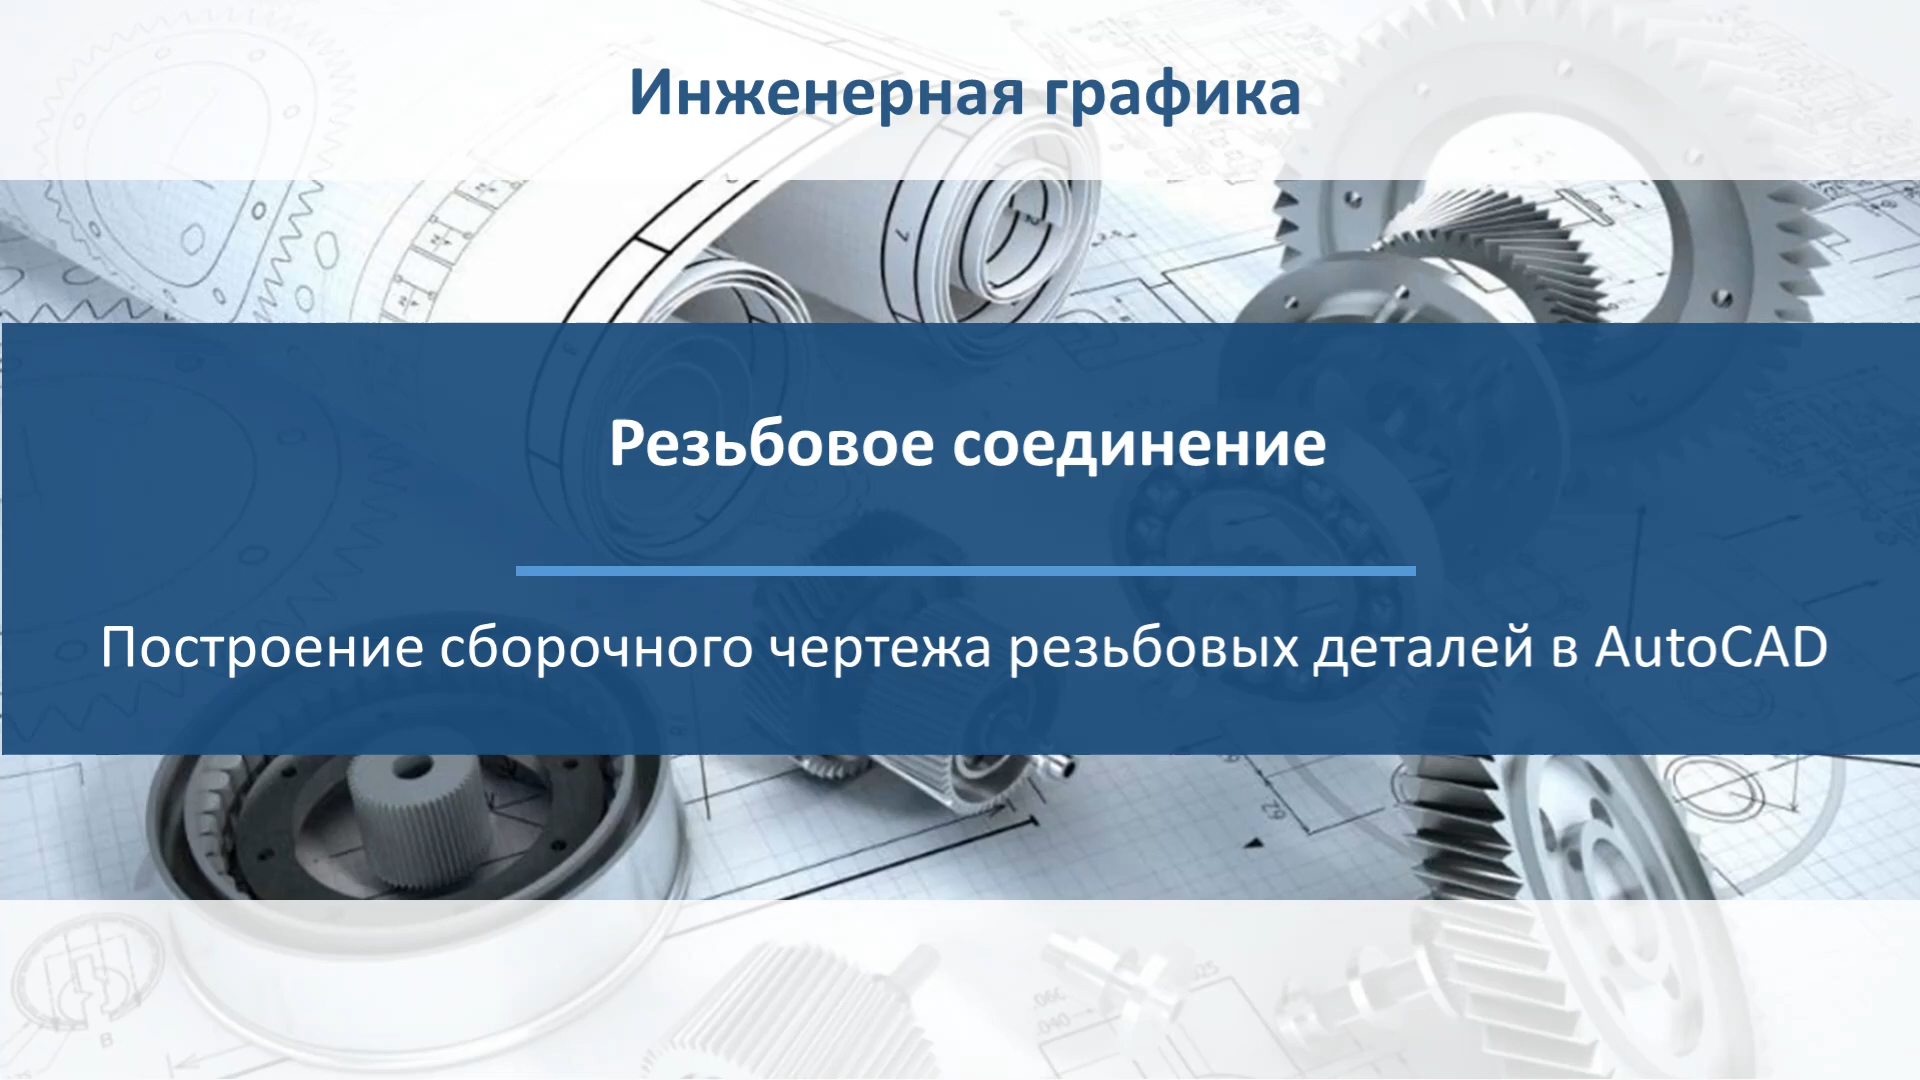 Инженерная графика
Резьбовое соединение
Построение сборочного чертежа резьбовых деталей в AutoCAD